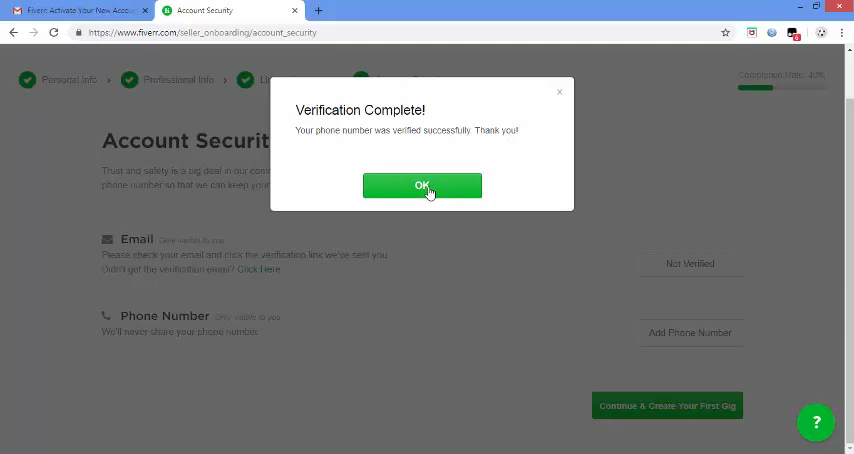 Fiverr: Activate Your New Accou
Account Security
https://www.fiverr.com/seller_onboarding/account_security
Personal Info
Professional Info
Completion Rate: 40%
Verification Complete!
Your phone number was verified successfully. Thank you!
OK
Account Securit
Trust and safety is a big deal in our com
phone number so that we can keep your
Email Only visible to you
Please check your email and click the verification link we've sent you.
Didn't get the verification email? Click Here
Not Verified
Phone Number Only visible to you
We'll never share your phone number.
Add Phone Number
Continue & Create Your First Gig
?